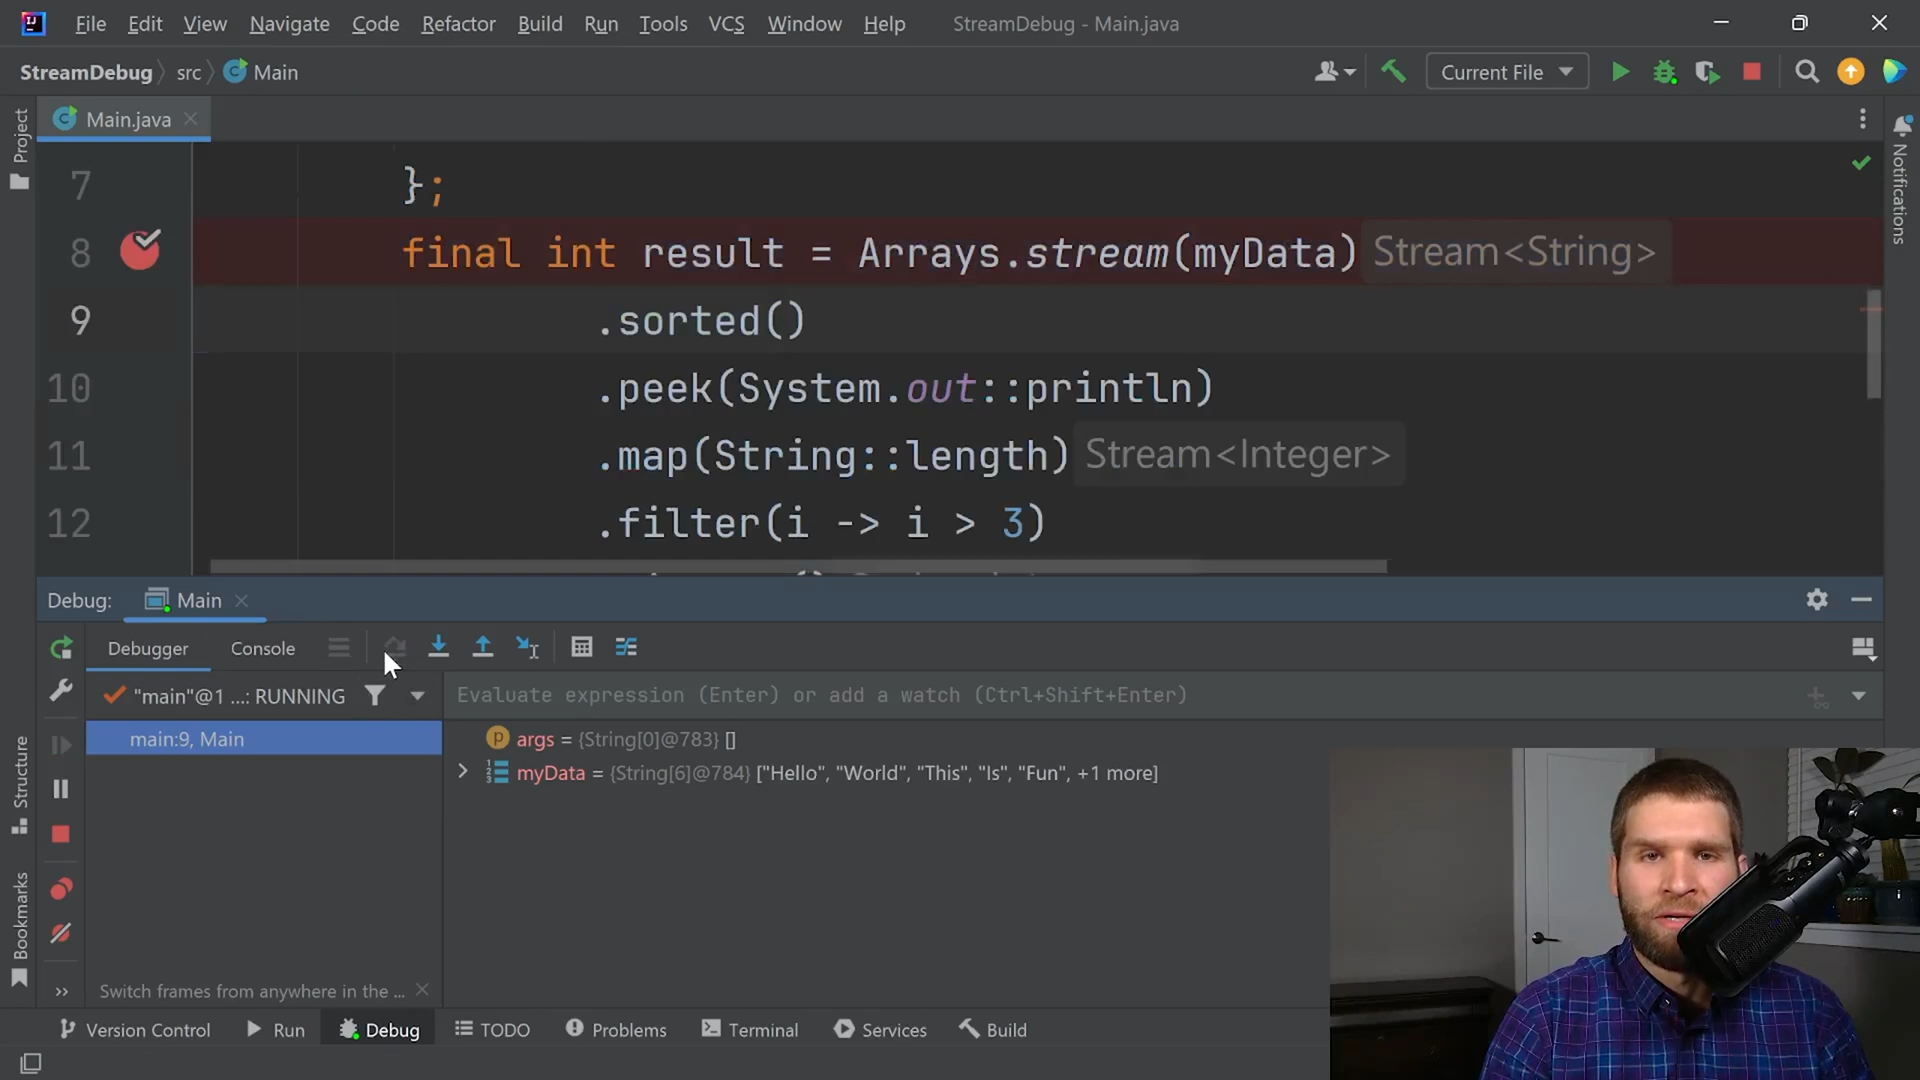 File Edit View Navigate Code Refactor Build Run Tools VCS Window Help StreamDebug - Main.java
StreamDebug src Main Current File
Project
Main.java
Notifications
7 };
8 final int result = Arrays.stream(myData) Stream<String>
9 .sorted()
10 .peek(System.out::println)
11 .map(String::length) Stream<Integer>
12 .filter(i -> i > 3)
Debug: Main
Debugger Console
"main"@1 ...: RUNNING
Evaluate expression (Enter) or add a watch (Ctrl+Shift+Enter)
main:9, Main
args = {String[0]@783} []
myData = {String[6]@784} ["Hello", "World", "This", "Is", "Fun", +1 more]
Structure
Bookmarks
Switch frames from anywhere in the ...
Version Control Run Debug TODO Problems Terminal Services Build